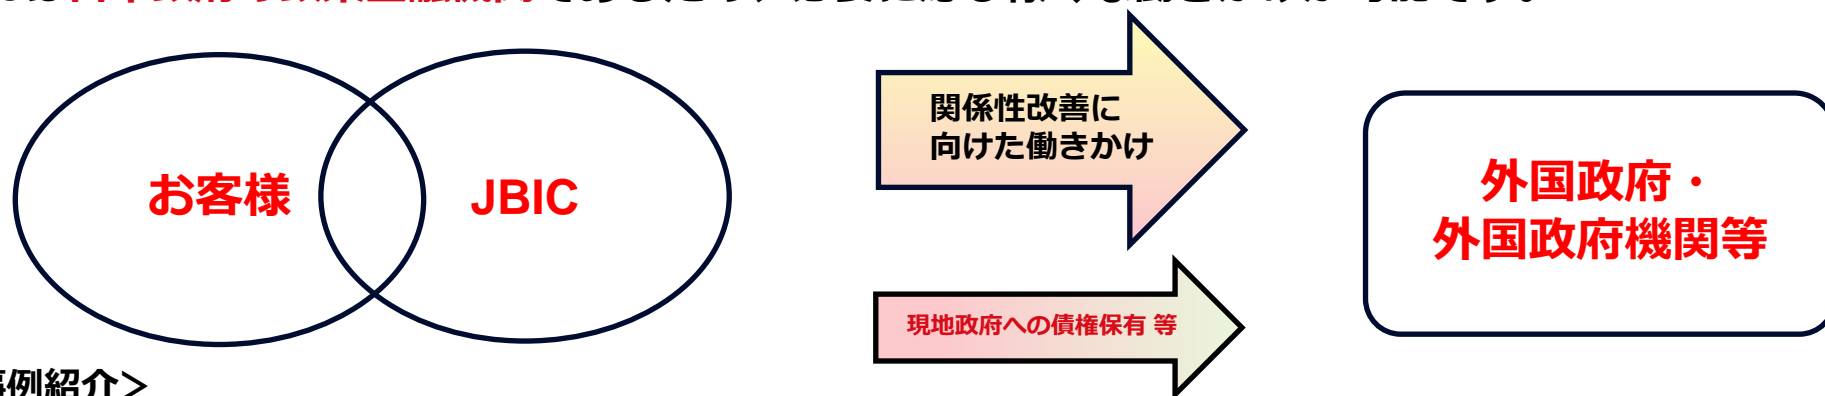 お客様
JBIC
関係性改善に
向けた働きかけ
現地政府への債権保有 等
外国政府・
外国政府機関等
事例紹介＞